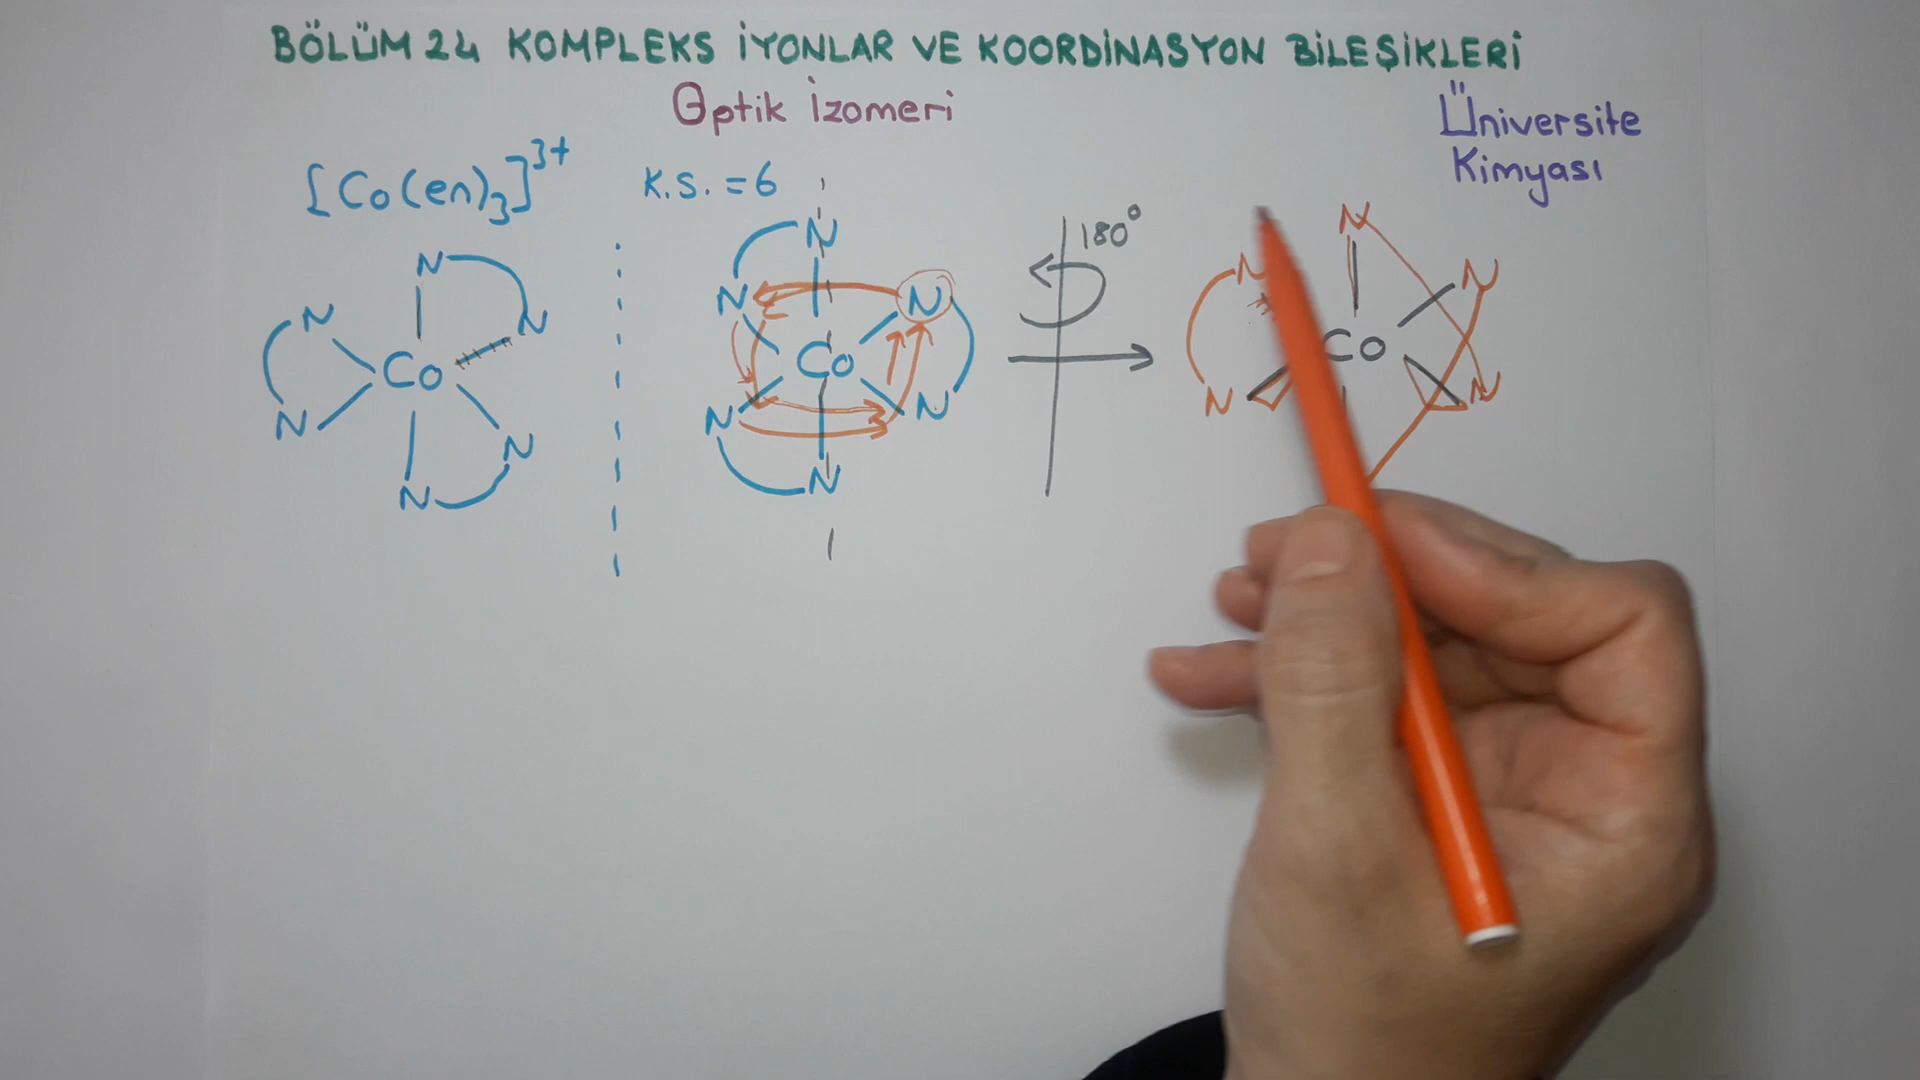 BÖLÜM 24 KOMPLEKS İYONLAR VE KOORDİNASYON BİLEŞİKLERİ
Optik İzomeri
Üniversite
Kimyası
[Co(en)3]3+
K.S. = 6
N
N
N
N
Co
N
N
N
N
N
Co
N
N
N
180°
N
N
N
Co
N
N